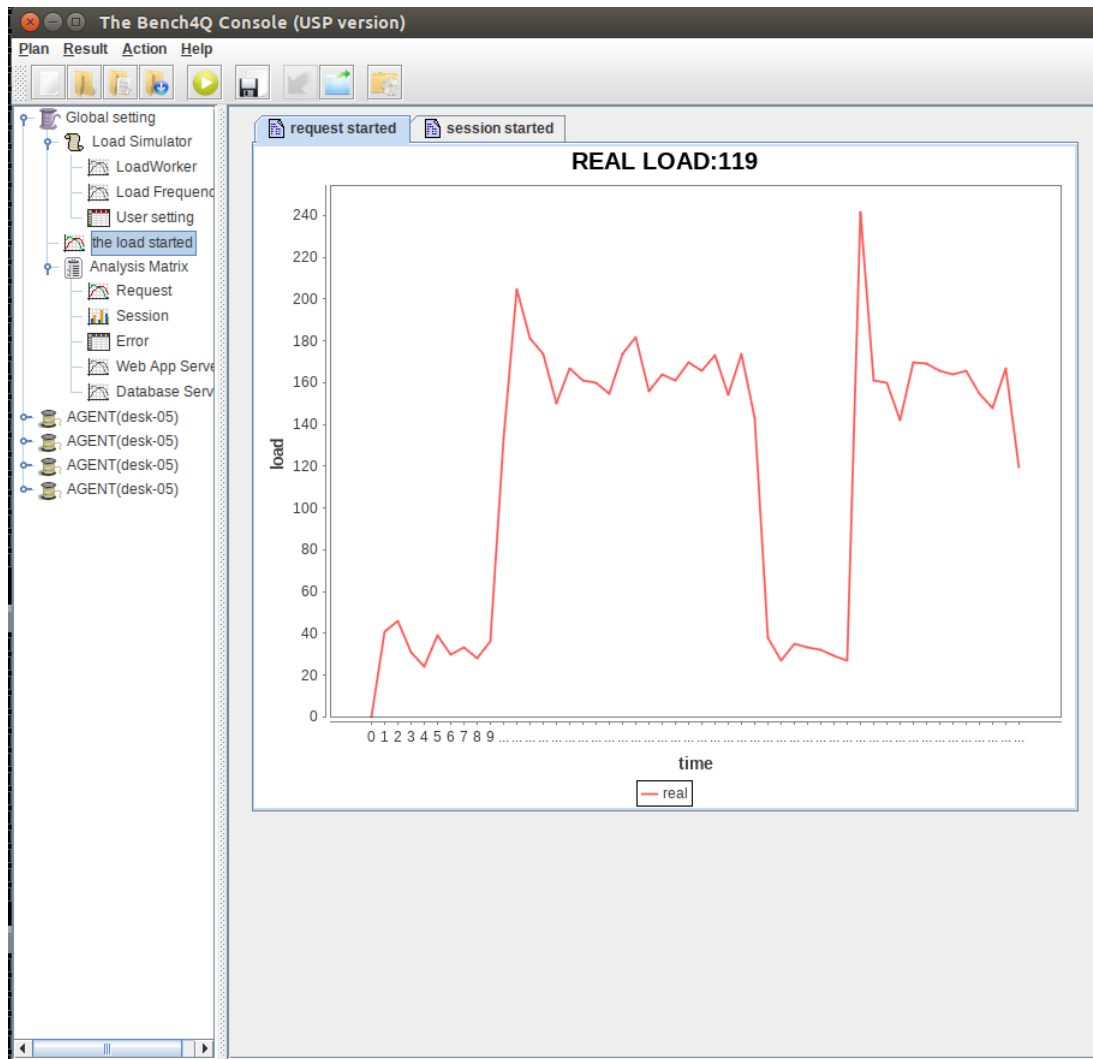 The Bench4Q Console (USP version)
Plan Result Action Help
Global setting
Load Simulator
LoadWorker
Load Frequenc
User setting
the load started
Analysis Matrix
Request
Session
Error
Web App Serve
Database Serv
AGENT(desk-05)
AGENT(desk-05)
AGENT(desk-05)
AGENT(desk-05)
request started
session started
REAL LOAD:119
240
220
200
180
160
140
120
100
80
60
40
20
0
load
0 1 2 3 4 5 6 7 8 9 ... ... ... ... ... ... ... ... ... ... ... ... ... ... ... ... ... ... ... ... ... ... ... ... ... ... ... ... ... ... ... ... ... ... ... ... ... ... ... ...
time
real